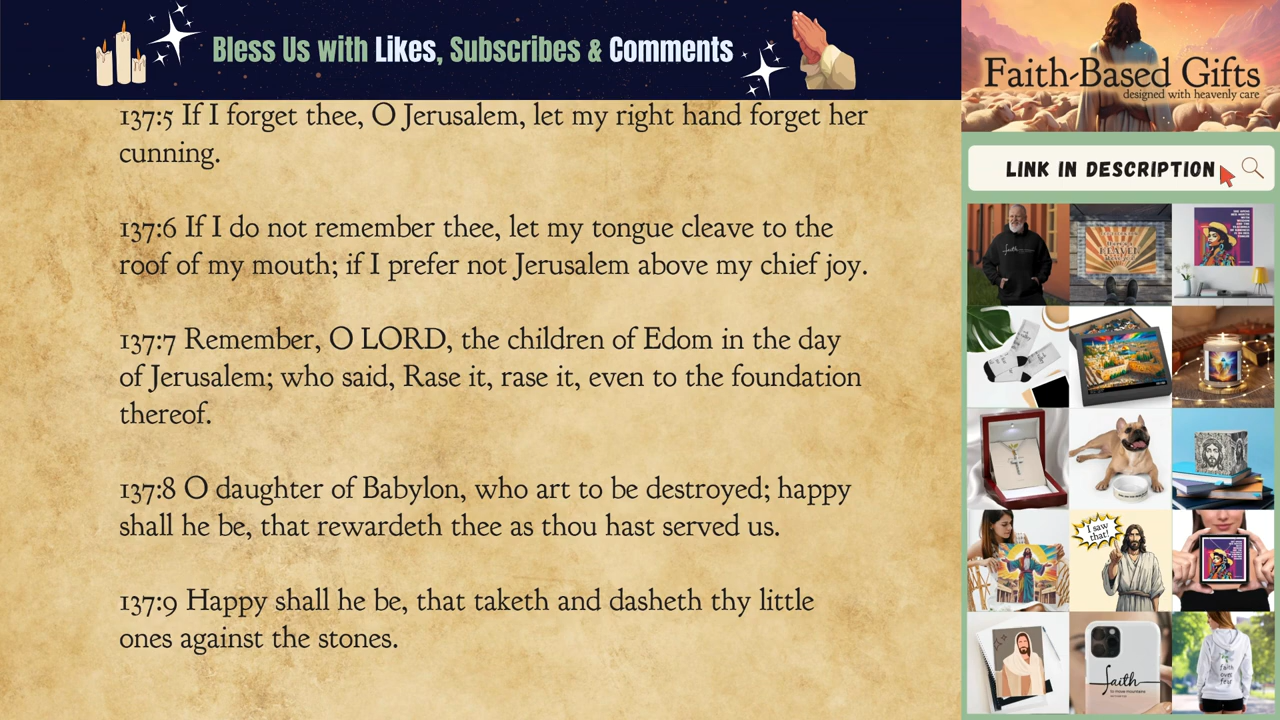 Bless Us with Likes, Subscribes & Comments
137:5 If I forget thee, O Jerusalem, let my right hand forget her
cunning.
137:6 If I do not remember thee, let my tongue cleave to the
roof of my mouth; if I prefer not Jerusalem above my chief joy.
137:7 Remember, O LORD, the children of Edom in the day
of Jerusalem; who said, Rase it, rase it, even to the foundation
thereof.
137:8 O daughter of Babylon, who art to be destroyed; happy
shall he be, that rewardeth thee as thou hast served us.
137:9 Happy shall he be, that taketh and dasheth thy little
ones against the stones.
Faith-Based Gifts
designed with heavenly care
LINK IN DESCRIPTION
faith
HEAVEN
I saw
that!
faith
faith
over
fear